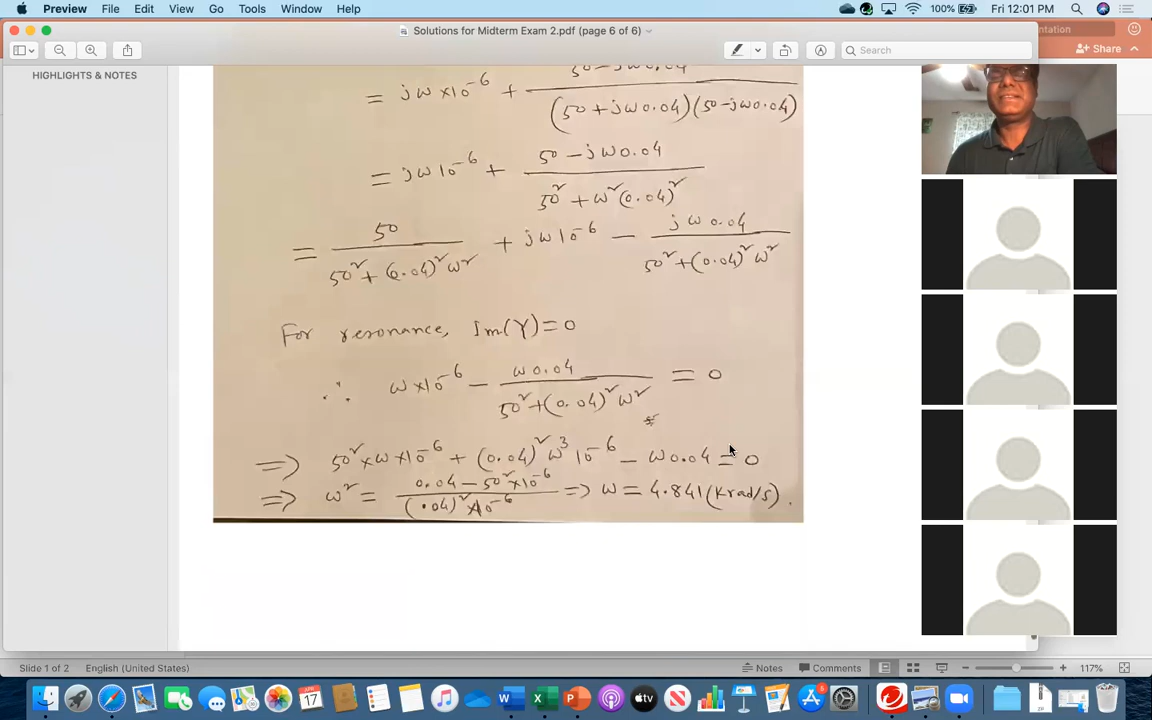 Preview File Edit View Go Tools Window Help 100% Fri 12:01 PM
Solutions for Midterm Exam 2.pdf (page 6 of 6)
Search
ntation
Share
HIGHLIGHTS & NOTES
50 - jω0.04
= jω×10^-6 + (50 + jω0.04)(50 - jω0.04)
50 - jω0.04
= jω10^-6 + 50² + ω²(0.04)²
50 jω0.04
= 50² + (0.04)²ω² + jω10^-6 - 50² + (0.04)²ω²
For resonance, Im(Y) = 0
ω0.04
∴ ω×10^-6 - 50² + (0.04)²ω² = 0
⇒ 50²×ω×10^-6 + (0.04)²ω³10^-6 - ω0.04 = 0
0.04 - 50²×10^-6
⇒ ω² = (.04)²×10^-6 ⇒ ω = 4.841 (Krad/s).
Slide 1 of 2 English (United States) Notes Comments 117%
APR
17
tv
5